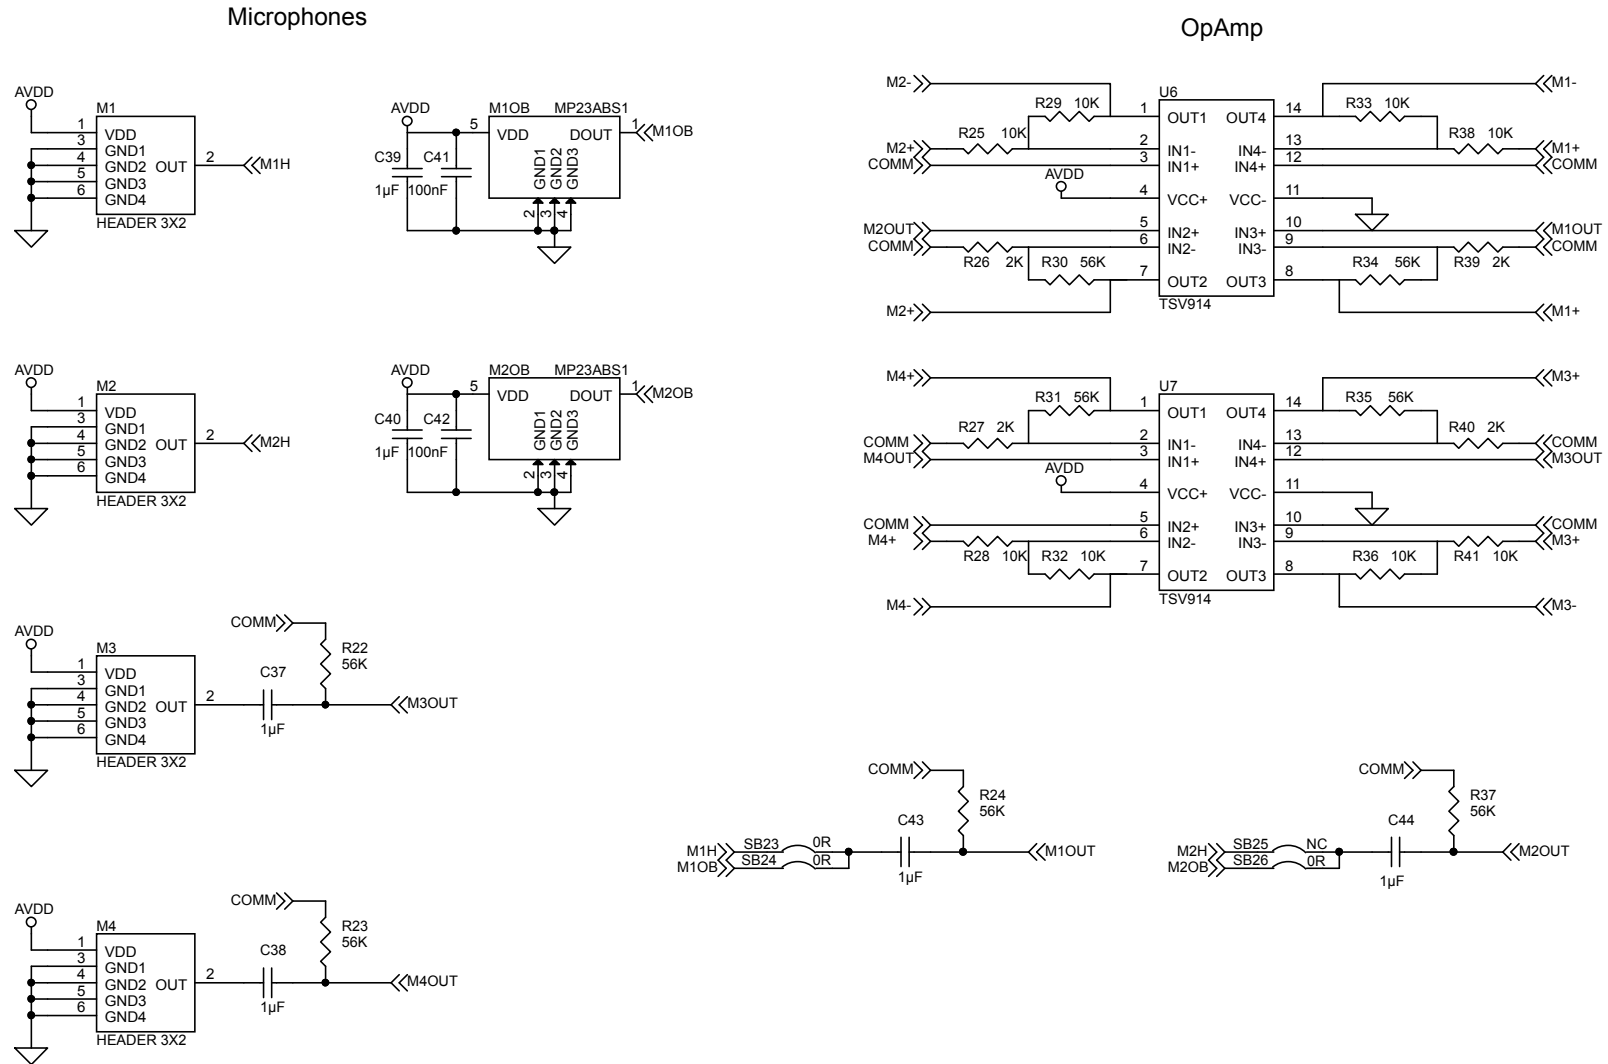 Microphones
OpAmp
AVDD
M1
1 VDD
3 GND1
4 GND2 OUT 2 M1H
5 GND3
6 GND4
HEADER 3X2
AVDD
M1OB MP23ABS1
5 VDD DOUT 1 M1OB
C39 C41
1µF 100nF
GND1 GND2 GND3
2 3 4
AVDD
M2
1 VDD
3 GND1
4 GND2 OUT 2 M2H
5 GND3
6 GND4
HEADER 3X2
AVDD
M2OB MP23ABS1
5 VDD DOUT 1 M2OB
C40 C42
1µF 100nF
GND1 GND2 GND3
2 3 4
AVDD
M3
1 VDD
3 GND1
4 GND2 OUT 2
5 GND3
6 GND4
HEADER 3X2
COMM
R22
56K
C37
1µF
M3OUT
AVDD
M4
1 VDD
3 GND1
4 GND2 OUT 2
5 GND3
6 GND4
HEADER 3X2
COMM
R23
56K
C38
1µF
M4OUT
M2- M1-
U6
R29 10K 1 OUT1 OUT4 14 R33 10K
R25 10K R38 10K
M2+ 2 IN1- IN4- 13 M1+
COMM 3 IN1+ IN4+ 12 COMM
AVDD
4 VCC+ VCC- 11
M2OUT 5 IN2+ IN3+ 10 M1OUT
COMM 6 IN2- IN3- 9 COMM
R26 2K R30 56K R34 56K R39 2K
7 OUT2 OUT3 8
TSV914
M2+ M1+
M4+ M3+
U7
R31 56K 1 OUT1 OUT4 14 R35 56K
R27 2K R40 2K
COMM 2 IN1- IN4- 13 COMM
M4OUT 3 IN1+ IN4+ 12 M3OUT
AVDD
4 VCC+ VCC- 11
COMM 5 IN2+ IN3+ 10 COMM
M4+ 6 IN2- IN3- 9 M3+
R28 10K R32 10K R36 10K R41 10K
7 OUT2 OUT3 8
TSV914
M4- M3-
COMM
R24
56K
C43
1µF
M1H SB23 0R
M1OB SB24 0R
M1OUT
COMM
R37
56K
C44
1µF
M2H SB25 NC
M2OB SB26 0R
M2OUT